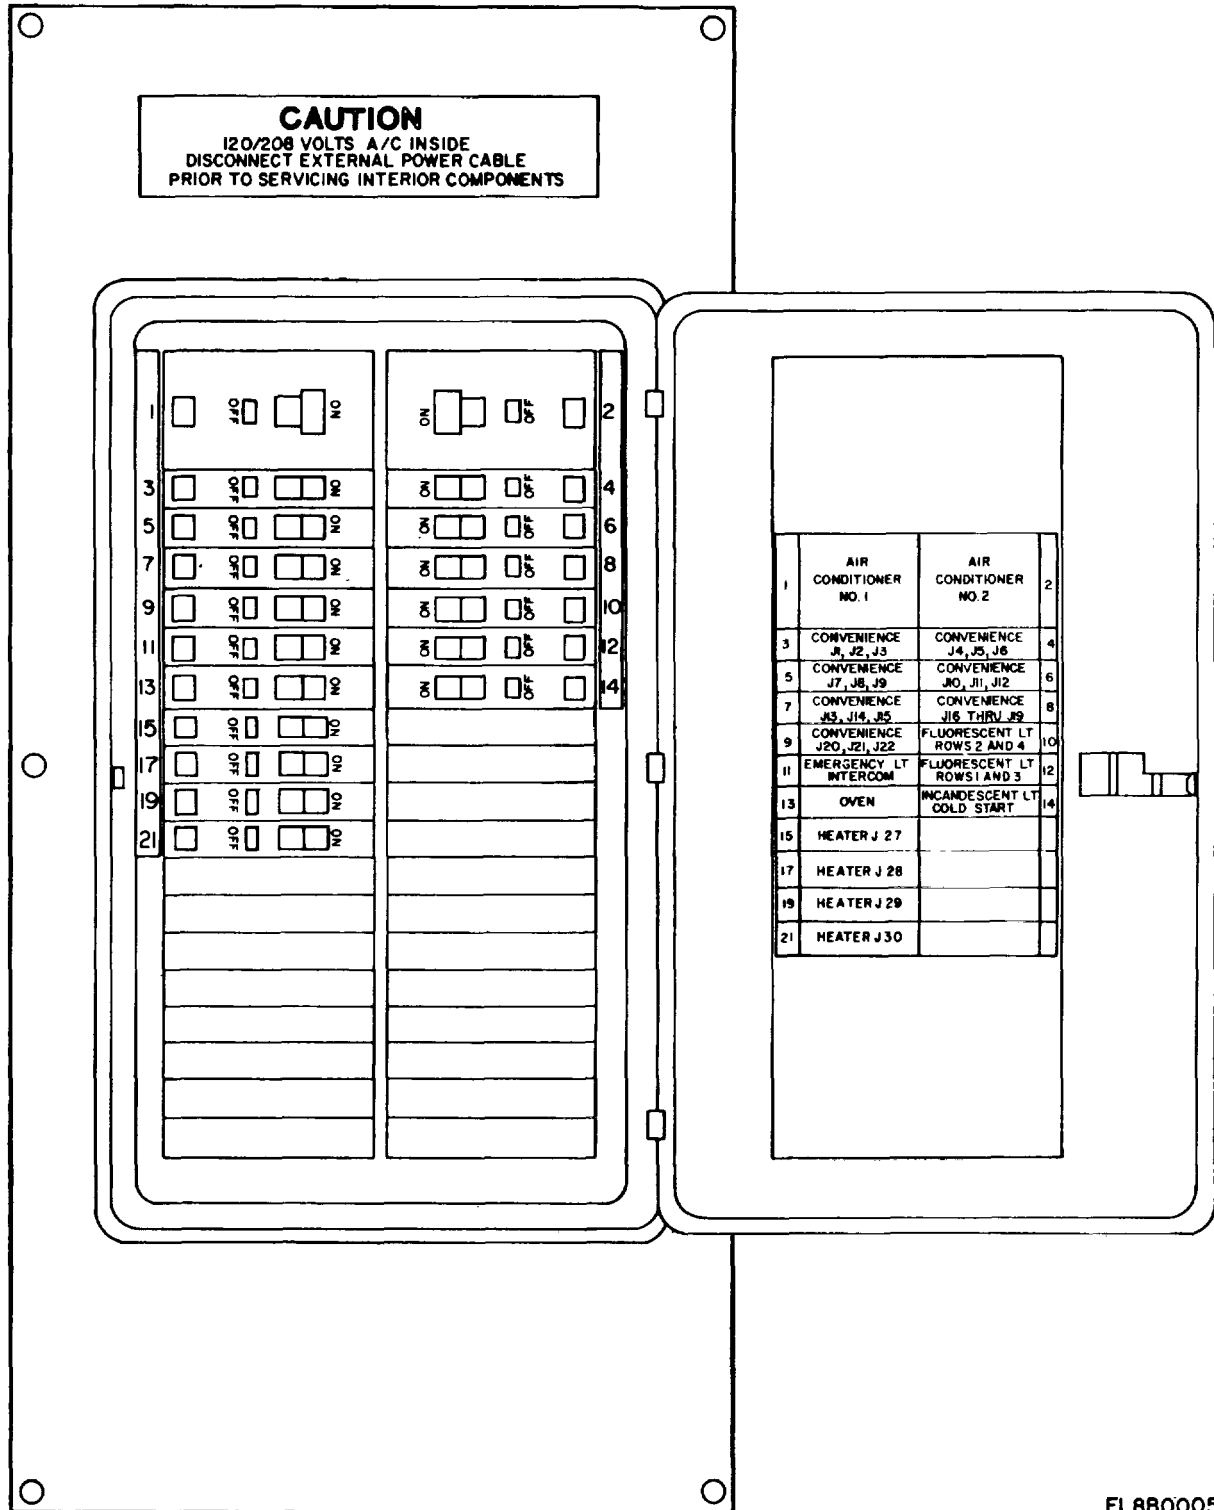 CAUTION
120/208 VOLTS A/C INSIDE
DISCONNECT EXTERNAL POWER CABLE
PRIOR TO SERVICING INTERIOR COMPONENTS
1 OFF ON ON OFF 2
3 OFF ON ON OFF 4
5 OFF ON ON OFF 6
7 OFF ON ON OFF 8
9 OFF ON ON OFF 10
11 OFF ON ON OFF 12
13 OFF ON ON OFF 14
15 OFF ON
17 OFF ON
19 OFF ON
21 OFF ON
AIR AIR
1 CONDITIONER CONDITIONER 2
NO. 1 NO. 2
3 CONVENIENCE CONVENIENCE 4
J1, J2, J3 J4, J5, J6
5 CONVENIENCE CONVENIENCE 6
J7, J8, J9 J10, J11, J12
7 CONVENIENCE CONVENIENCE 8
J13, J14, J15 J16 THRU J19
9 CONVENIENCE FLUORESCENT LT 10
J20, J21, J22 ROWS 2 AND 4
11 EMERGENCY LT FLUORESCENT LT 12
INTERCOM ROWS 1 AND 3
13 OVEN INCANDESCENT LT 14
COLD START
15 HEATER J 27
17 HEATER J 28
19 HEATER J 29
21 HEATER J30